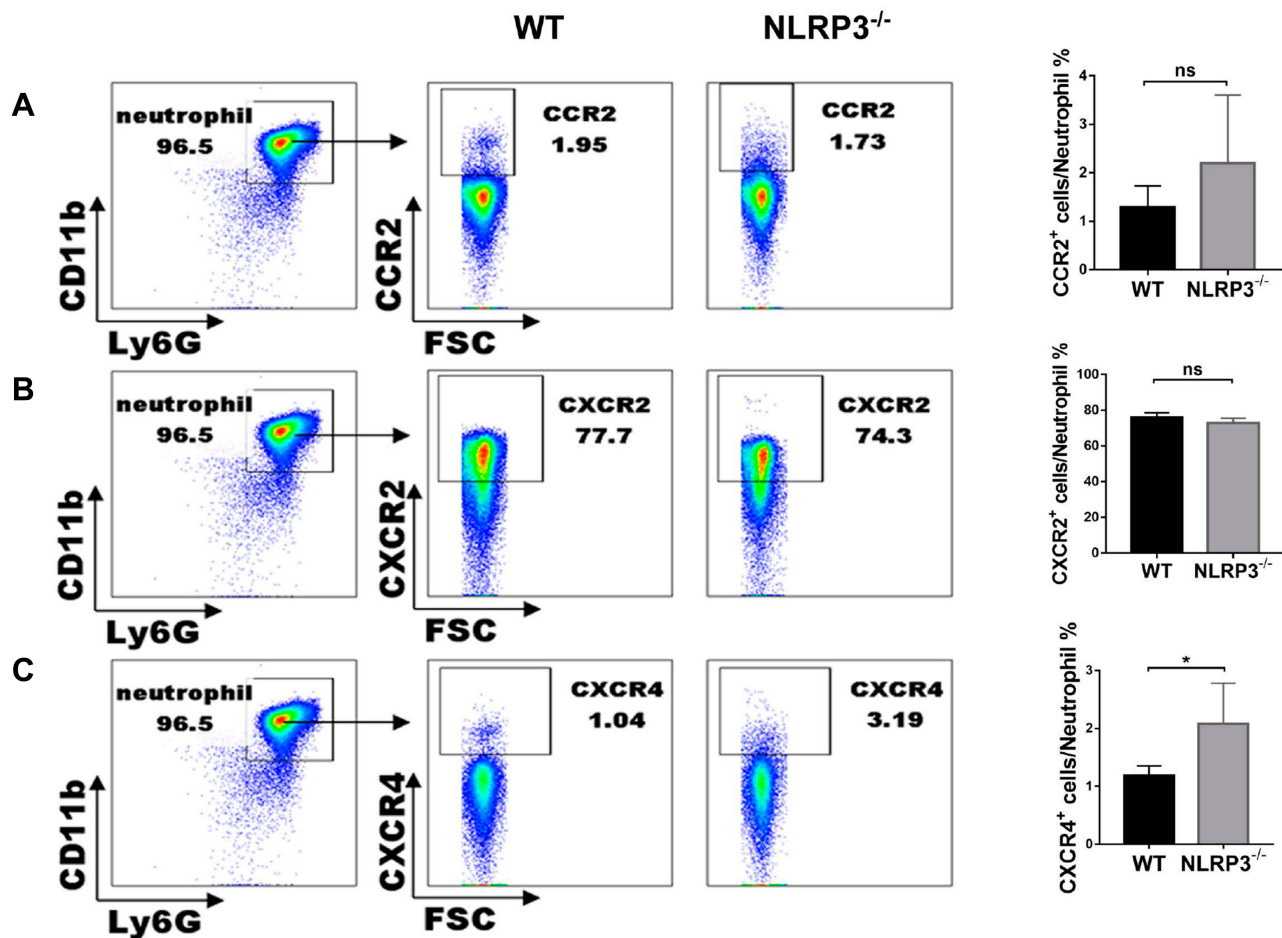 WT NLRP3-/-
A
neutrophil
96.5
CD11b
Ly6G
CCR2
1.95
CCR2
FSC
CCR2
1.73
CCR2+ cells/Neutrophil %
4
3
2
1
0
ns
WT NLRP3-/-
B
neutrophil
96.5
CD11b
Ly6G
CXCR2
77.7
CXCR2
FSC
CXCR2
74.3
CXCR2+ cells/Neutrophil %
100
80
60
40
20
0
ns
WT NLRP3-/-
C
neutrophil
96.5
CD11b
Ly6G
CXCR4
1.04
CXCR4
FSC
CXCR4
3.19
CXCR4+ cells/Neutrophil %
3
2
1
0
*
WT NLRP3-/-